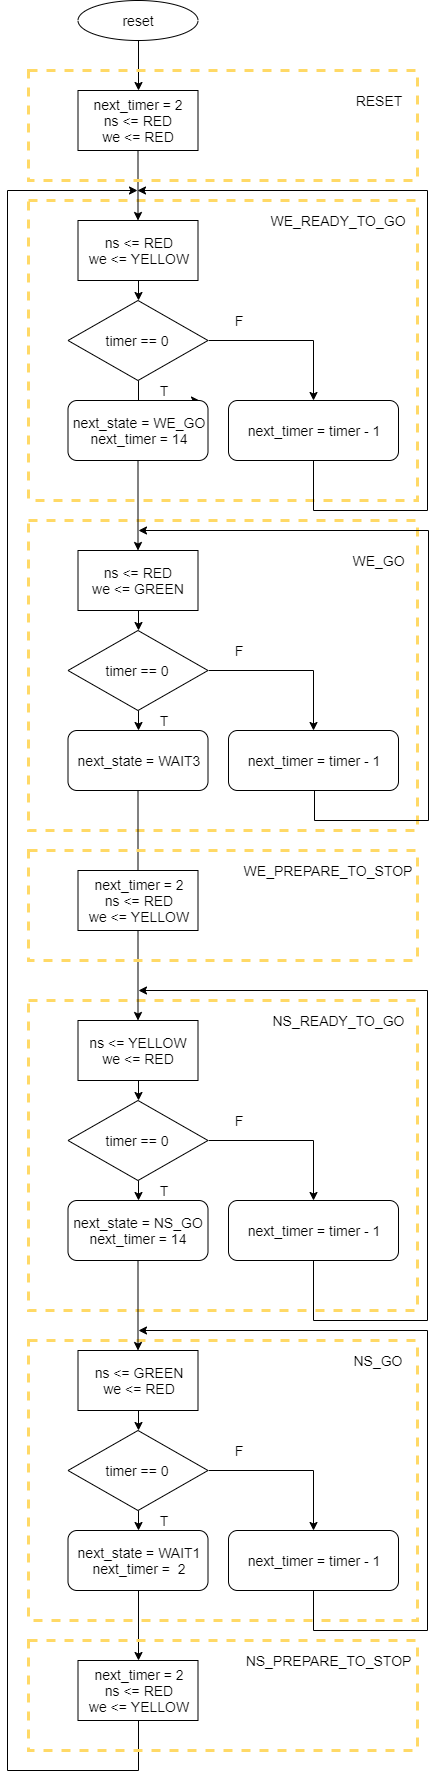 reset
RESET
next_timer = 2
ns <= RED
we <= RED
WE_READY_TO_GO
ns <= RED
we <= YELLOW
timer == 0
F
T
next_state = WE_GO
next_timer = 14
next_timer = timer - 1
WE_GO
ns <= RED
we <= GREEN
timer == 0
F
T
next_state = WAIT3
next_timer = timer - 1
WE_PREPARE_TO_STOP
next_timer = 2
ns <= RED
we <= YELLOW
NS_READY_TO_GO
ns <= YELLOW
we <= RED
timer == 0
F
T
next_state = NS_GO
next_timer = 14
next_timer = timer - 1
NS_GO
ns <= GREEN
we <= RED
timer == 0
F
T
next_state = WAIT1
next_timer = 2
next_timer = timer - 1
NS_PREPARE_TO_STOP
next_timer = 2
ns <= RED
we <= YELLOW